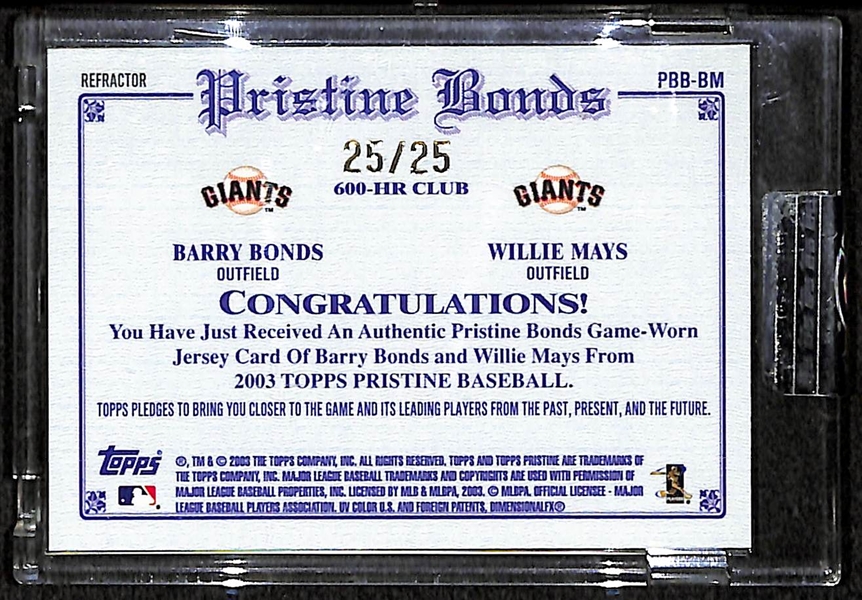 REFRACTOR
Pristine Bonds
PBB-BM
25/25
600-HR CLUB
GIANTS TM
GIANTS TM
BARRY BONDS
OUTFIELD
WILLIE MAYS
OUTFIELD
CONGRATULATIONS!
You Have Just Received An Authentic Pristine Bonds Game-Worn
Jersey Card Of Barry Bonds and Willie Mays From
2003 TOPPS PRISTINE BASEBALL.
TOPPS PLEDGES TO BRING YOU CLOSER TO THE GAME AND ITS LEADING PLAYERS FROM THE PAST, PRESENT, AND THE FUTURE.
topps
®, TM & © 2003 THE TOPPS COMPANY, INC. ALL RIGHTS RESERVED. TOPPS AND TOPPS PRISTINE ARE TRADEMARKS OF
THE TOPPS COMPANY, INC. MAJOR LEAGUE BASEBALL TRADEMARKS AND COPYRIGHTS ARE USED WITH PERMISSION OF
MAJOR LEAGUE BASEBALL PROPERTIES, INC. LICENSED BY MLB & MLBPA, 2003. © MLBPA. OFFICIAL LICENSEE - MAJOR
LEAGUE BASEBALL PLAYERS ASSOCIATION. UV COLOR U.S. AND FOREIGN PATENTS, DIMENSIONALFX®